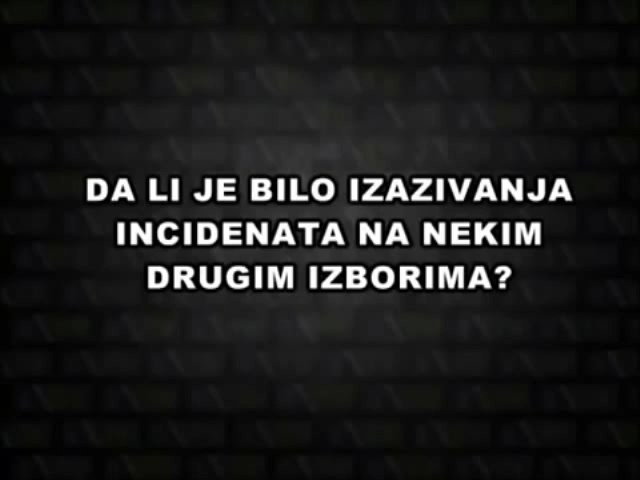 DA LI JE BILO IZAZIVANJA
INCIDENATA NA NEKIM
DRUGIM IZBORIMA?